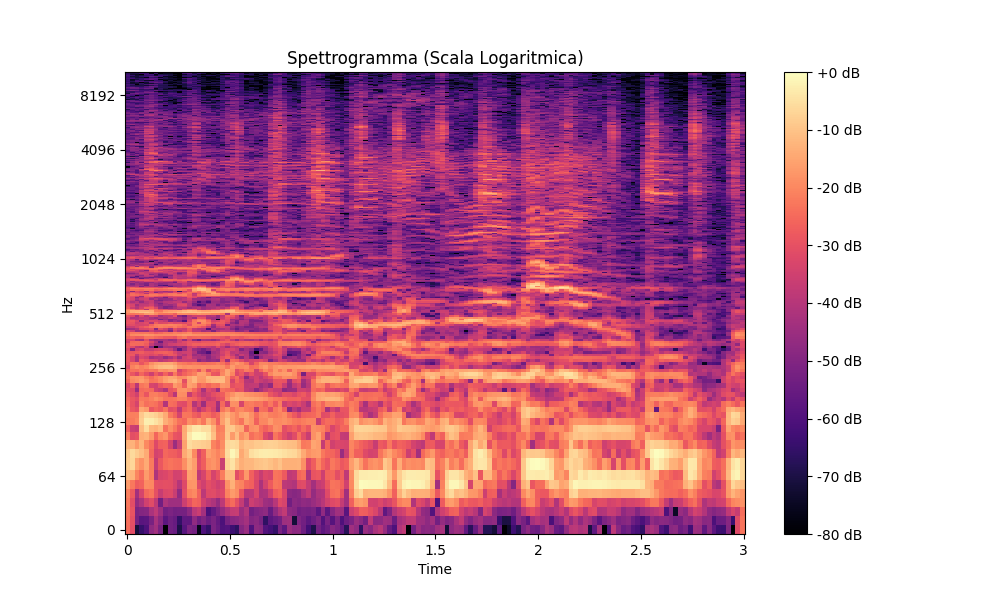 Spettrogramma (Scala Logaritmica)
8192
4096
2048
1024
512
256
128
64
0
Hz
0
0.5
1
1.5
2
2.5
3
Time
+0 dB
-10 dB
-20 dB
-30 dB
-40 dB
-50 dB
-60 dB
-70 dB
-80 dB